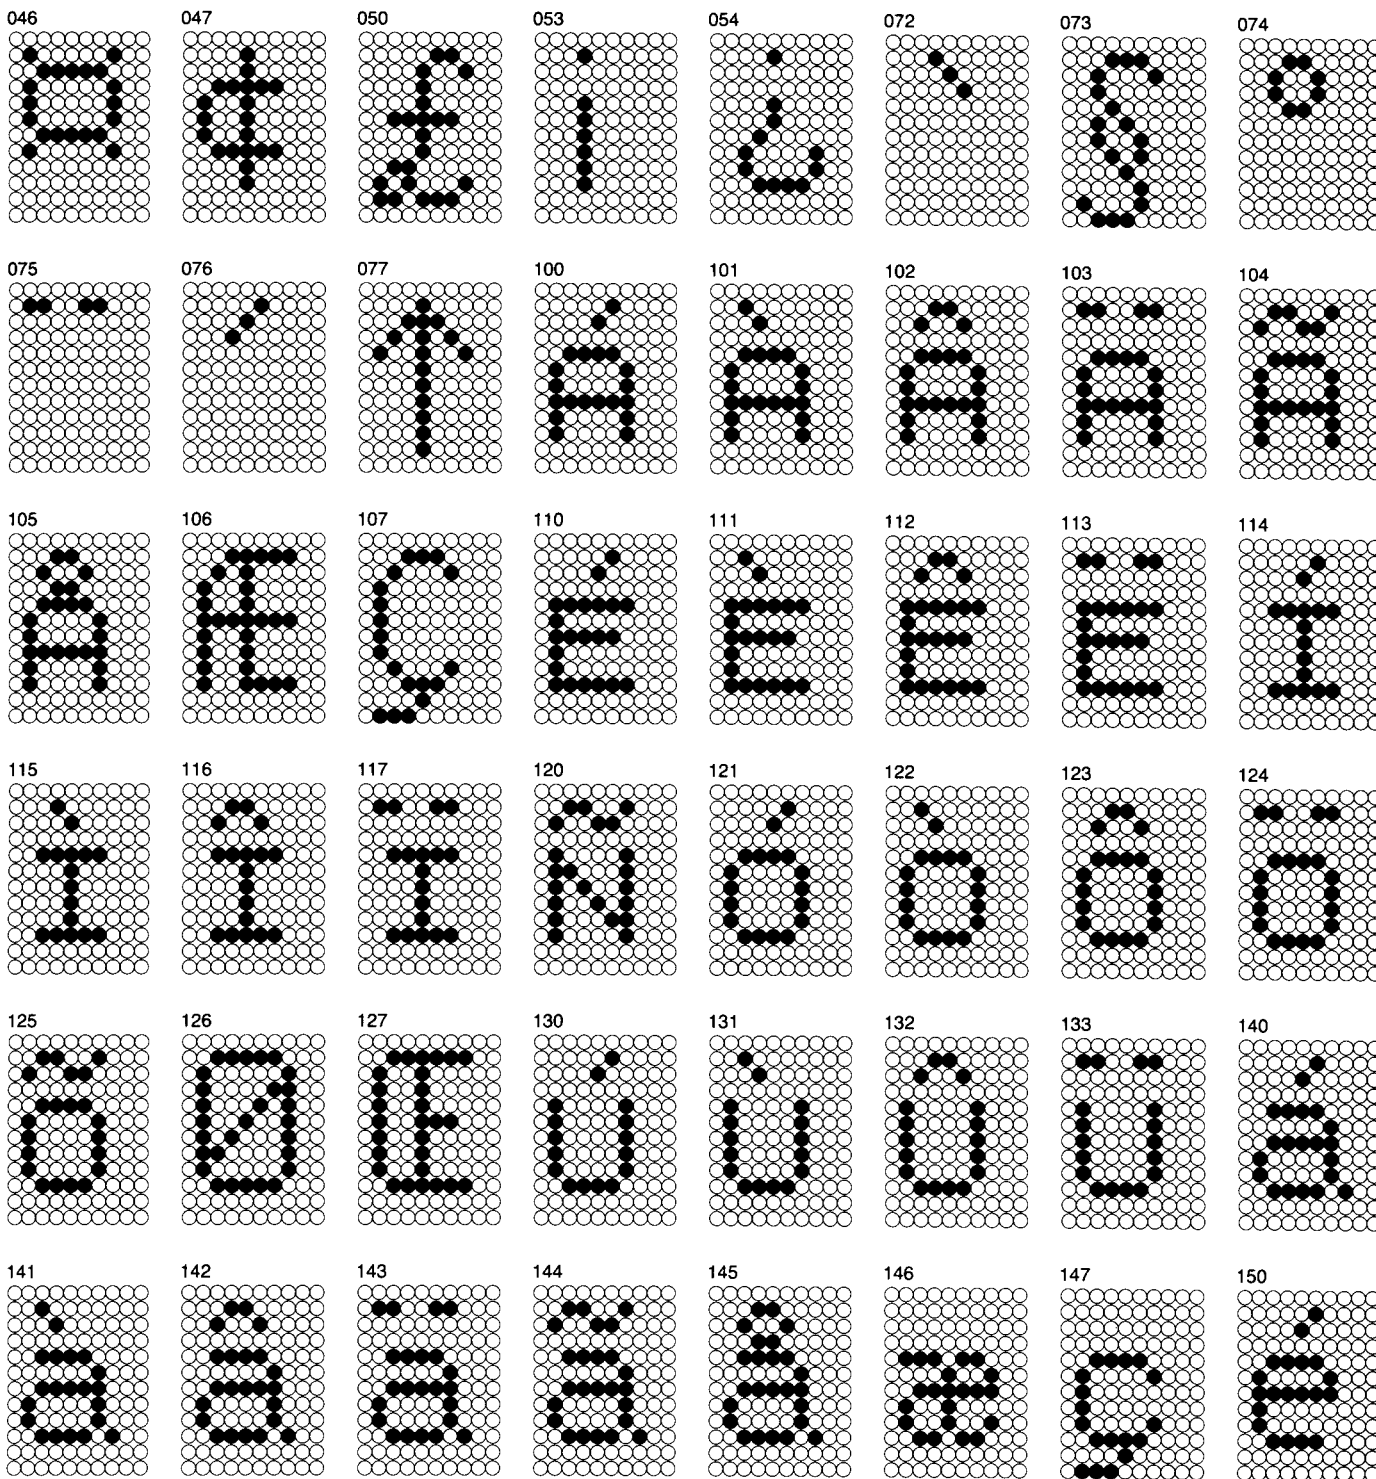 046 047 050 053 054 072 073 074
¤ ¢ £ ¡ ¿ ` § °
075 076 077 100 101 102 103 104
¨ ´ ↑ Á À Â Ä Ã
105 106 107 110 111 112 113 114
Å Æ Ç É È Ê Ë Í
115 116 117 120 121 122 123 124
Ì Î Ï Ñ Ó Ò Ô Ö
125 126 127 130 131 132 133 140
Õ Ø Œ Ú Ù Û Ü á
141 142 143 144 145 146 147 150
à â ä ã å æ ç é